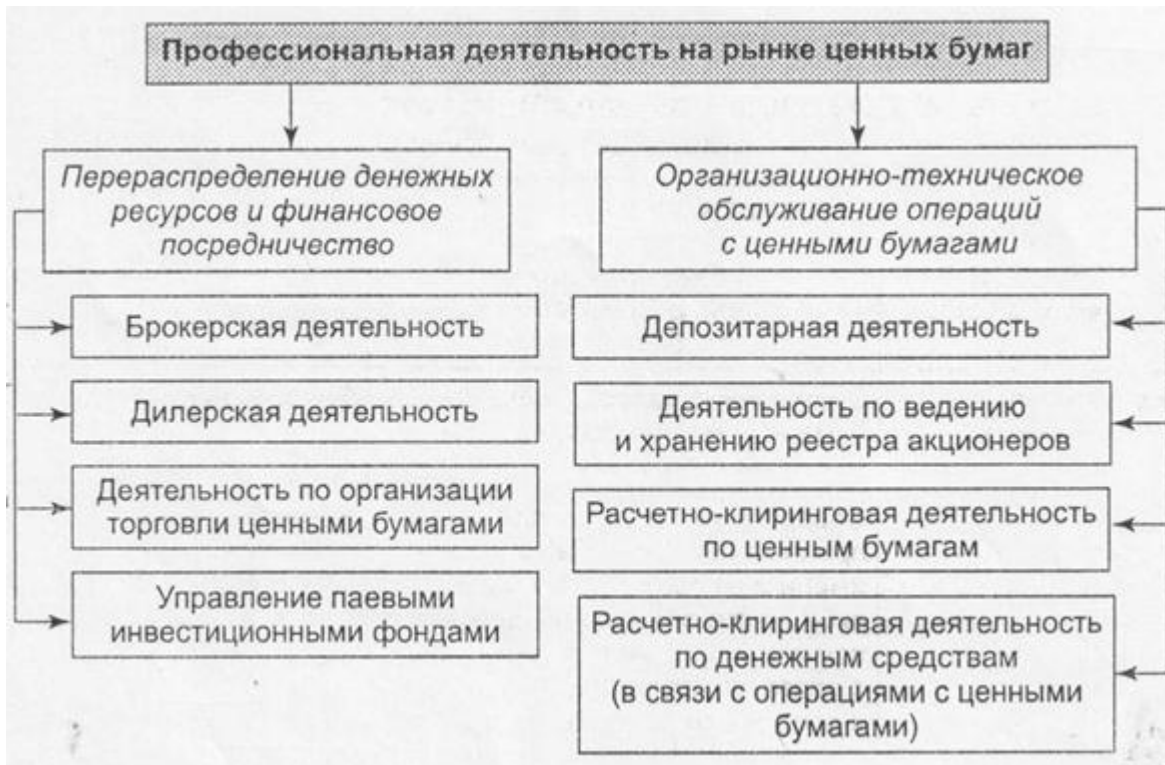 Профессиональная деятельность на рынке ценных бумаг
Перераспределение денежных
ресурсов и финансовое
посредничество
Брокерская деятельность
Дилерская деятельность
Деятельность по организации
торговли ценными бумагами
Управление паевыми
инвестиционными фондами
Организационно-техническое
обслуживание операций
с ценными бумагами
Депозитарная деятельность
Деятельность по ведению
и хранению реестра акционеров
Расчетно-клиринговая деятельность
по ценным бумагам
Расчетно-клиринговая деятельность
по денежным средствам
(в связи с операциями с ценными
бумагами)